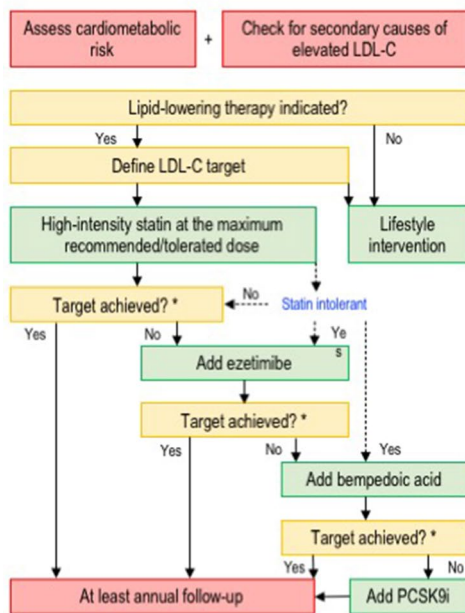 Assess cardiometabolic
risk
+
Check for secondary causes of
elevated LDL-C
Lipid-lowering therapy indicated?
Yes
No
Define LDL-C target
High-intensity statin at the maximum
recommended/tolerated dose
Lifestyle
intervention
Target achieved? *
No
Statin intolerant
Yes
No
Ye
s
Add ezetimibe
Target achieved? *
Yes
No
Yes
Add bempedoic acid
Target achieved? *
Yes
No
At least annual follow-up
Add PCSK9i